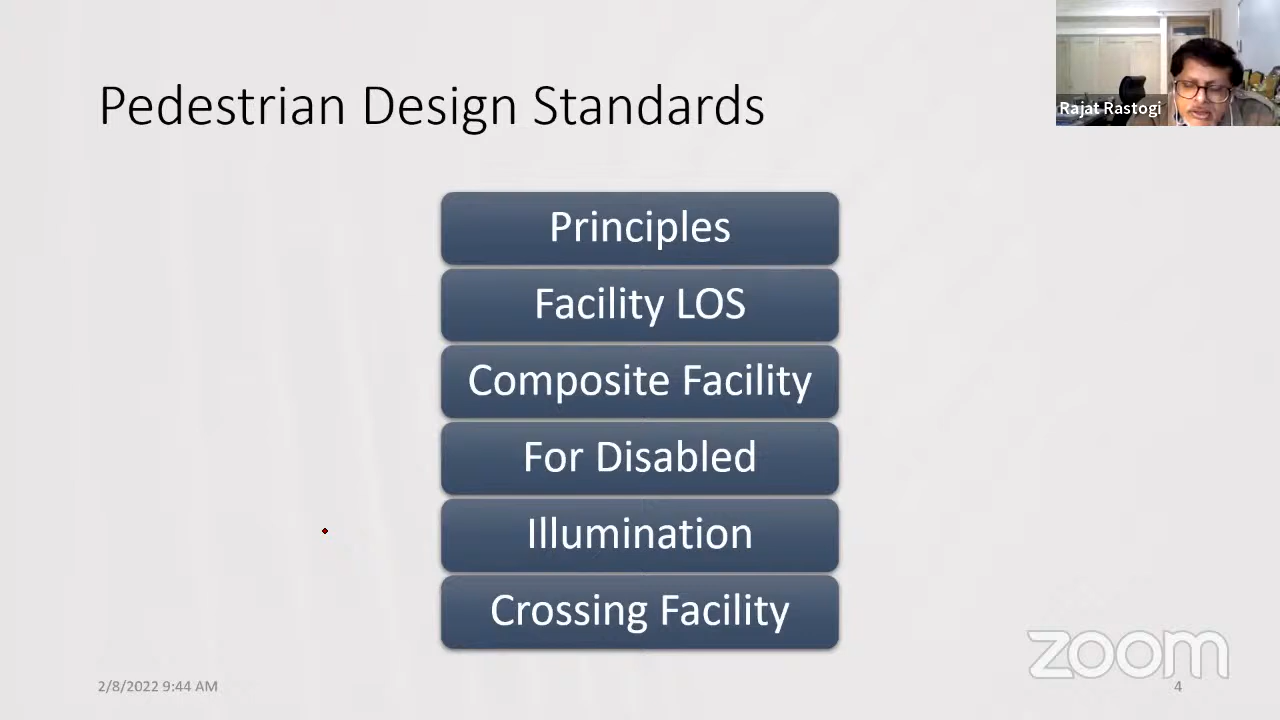 Pedestrian Design Standards
Rajat Rastogi
Principles
Facility LOS
Composite Facility
For Disabled
Illumination
Crossing Facility
zoom
2/8/2022 9:44 AM
4